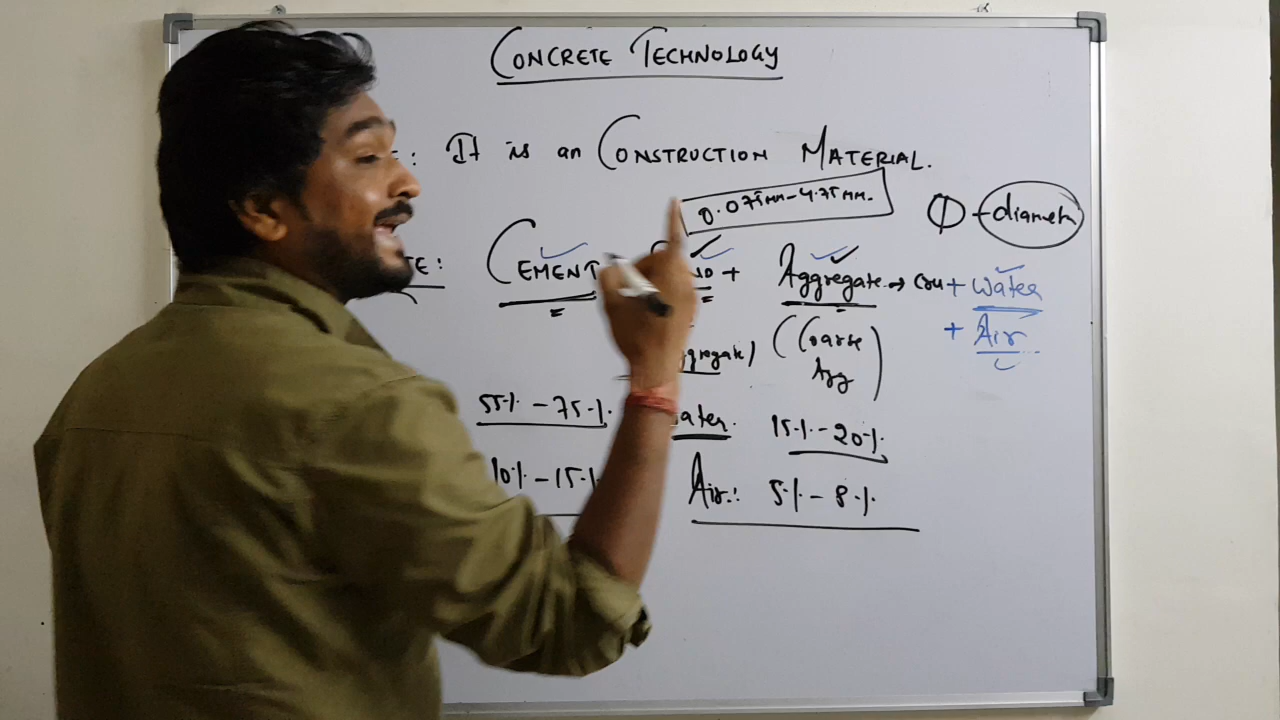 CONCRETE TECHNOLOGY
: It is an CONSTRUCTION MATERIAL.
0.075MM-4.75MM.
Φ - diameter
TE: CEMENT + Aggregate → + Water
+ Air
(Coarse
Agg)
55% - 75% 15% - 20%
10% - 15% Air: 5% - 8%